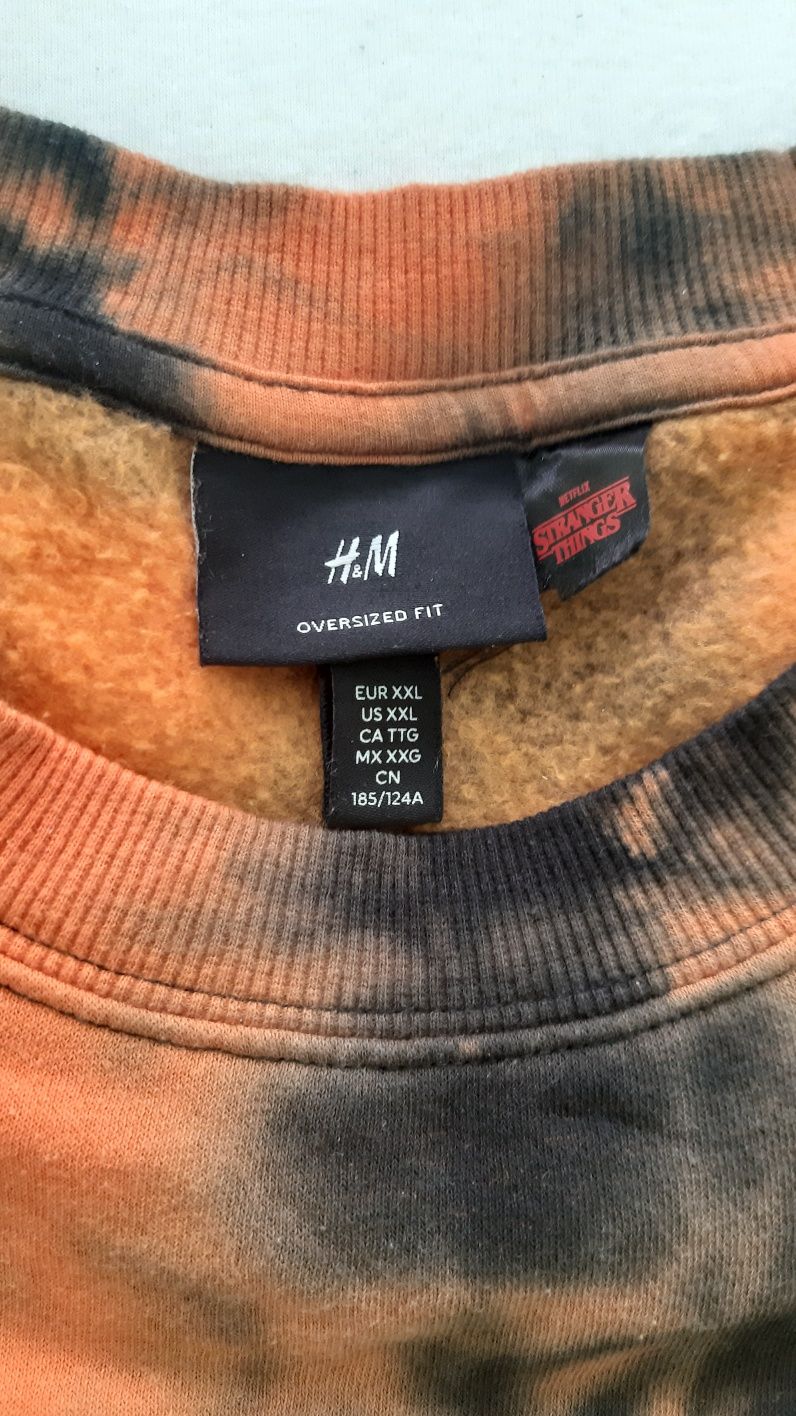 H&M
OVERSIZED FIT
NETFLIX
STRANGER
THINGS
EUR XXL
US XXL
CA TTG
MX XXG
CN
185/124A